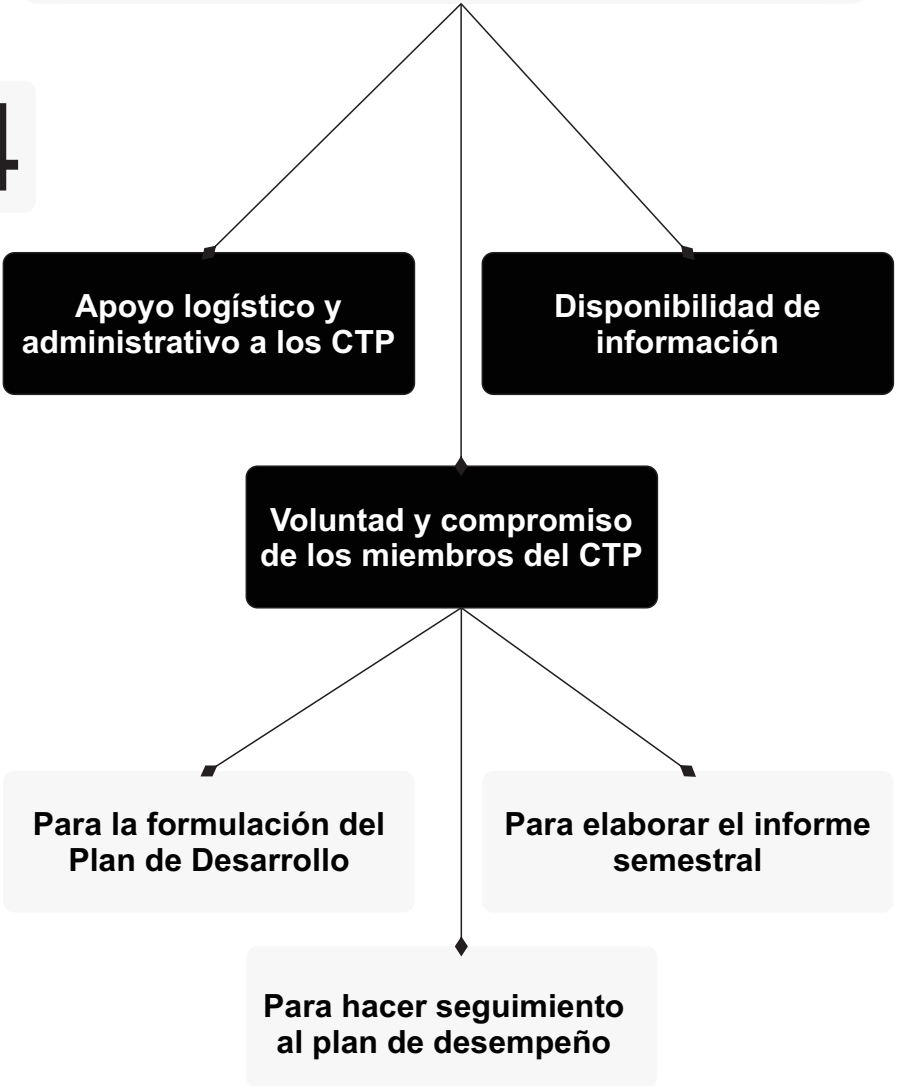 4
Apoyo logístico y
administrativo a los CTP
Disponibilidad de
información
Voluntad y compromiso
de los miembros del CTP
Para la formulación del
Plan de Desarrollo
Para elaborar el informe
semestral
Para hacer seguimiento
al plan de desempeño